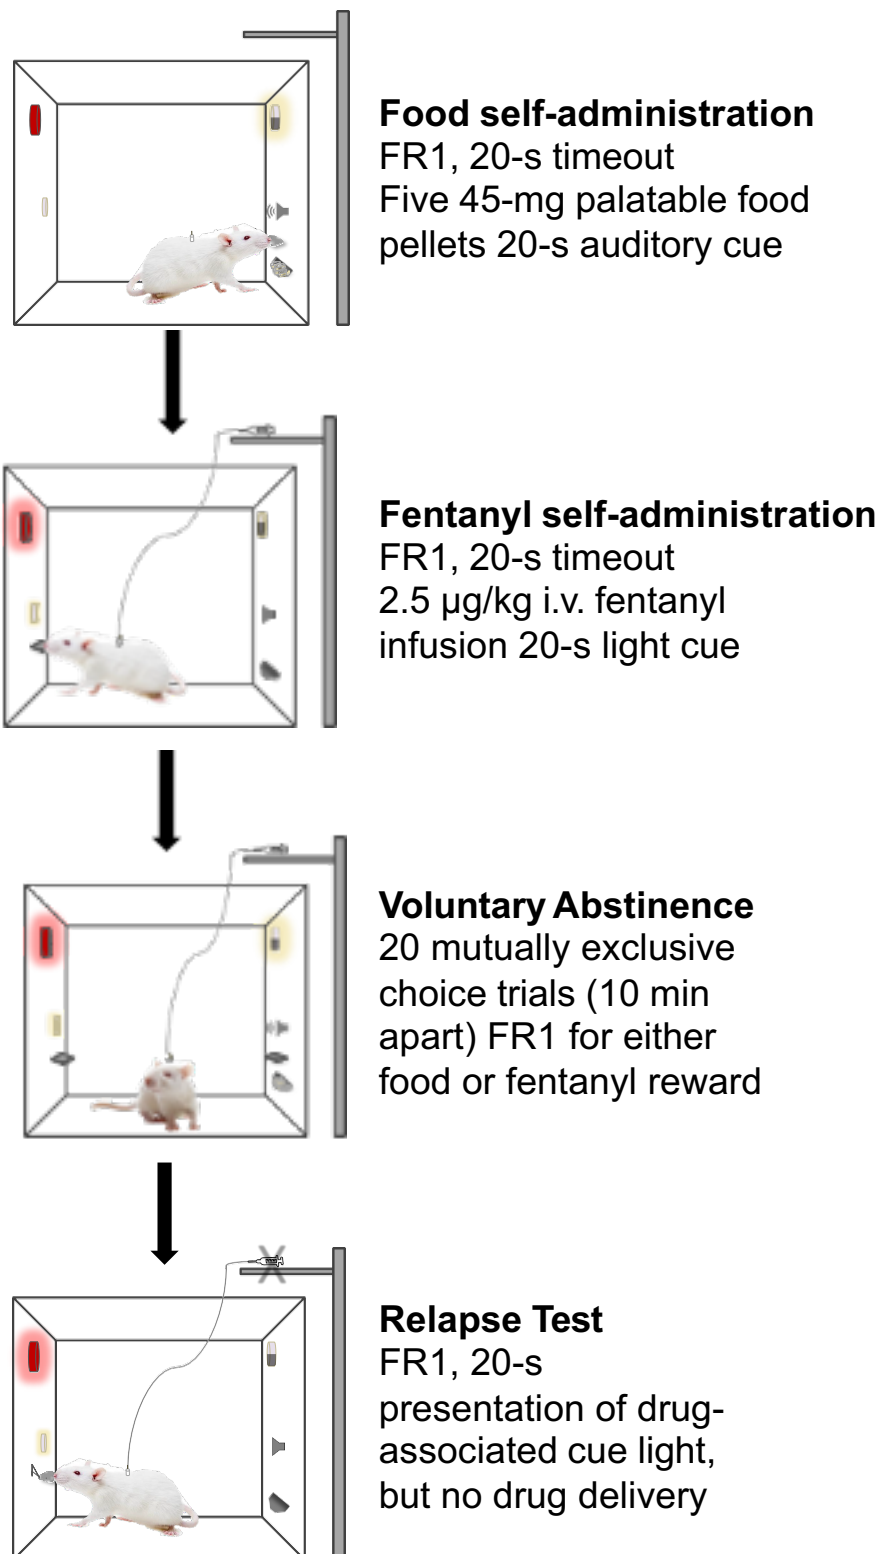 Food self-administration
FR1, 20-s timeout
Five 45-mg palatable food
pellets 20-s auditory cue
Fentanyl self-administration
FR1, 20-s timeout
2.5 µg/kg i.v. fentanyl
infusion 20-s light cue
Voluntary Abstinence
20 mutually exclusive
choice trials (10 min
apart) FR1 for either
food or fentanyl reward
Relapse Test
FR1, 20-s
presentation of drug-
associated cue light,
but no drug delivery